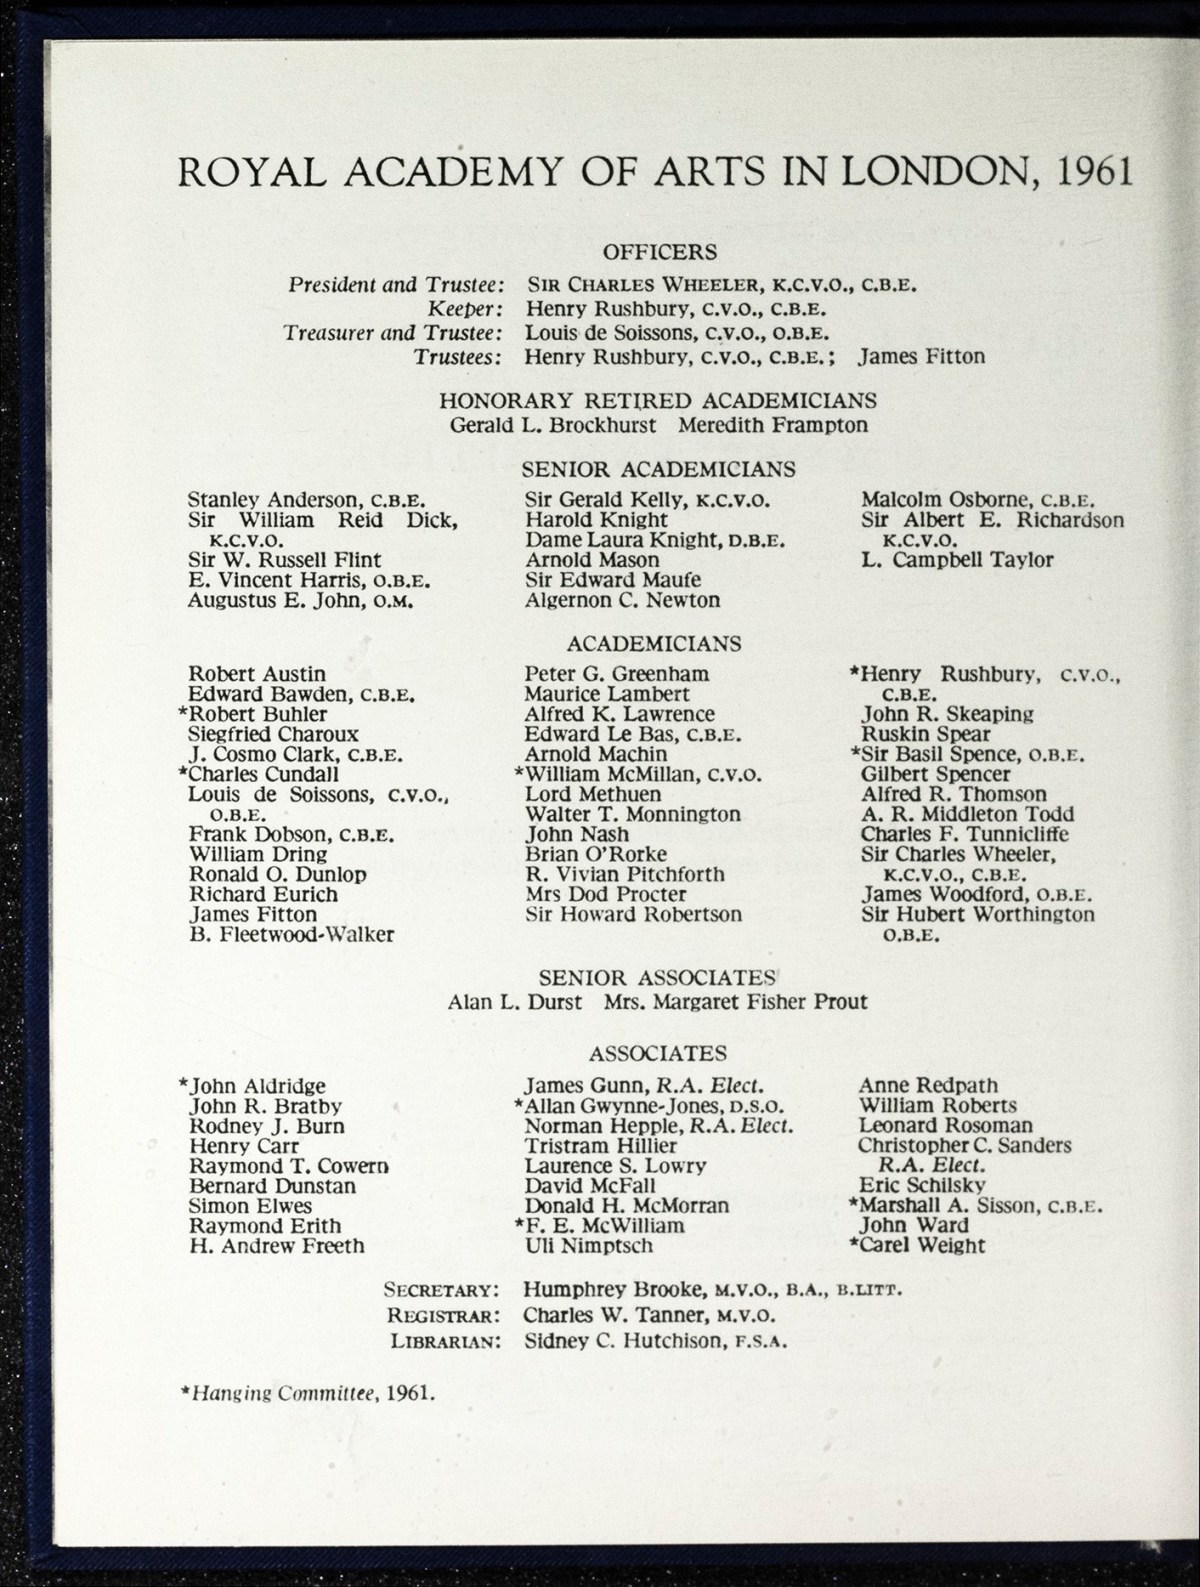 ROYAL ACADEMY OF ARTS IN LONDON, 1961
OFFICERS
President and Trustee: SIR CHARLES WHEELER, K.C.V.O., C.B.E.
Keeper: Henry Rushbury, C.V.O., C.B.E.
Treasurer and Trustee: Louis de Soissons, C.V.O., O.B.E.
Trustees: Henry Rushbury, C.V.O., C.B.E.; James Fitton
HONORARY RETIRED ACADEMICIANS
Gerald L. Brockhurst Meredith Frampton
SENIOR ACADEMICIANS
Stanley Anderson, C.B.E.
Sir William Reid Dick,
K.C.V.O.
Sir W. Russell Flint
E. Vincent Harris, O.B.E.
Augustus E. John, O.M.
Sir Gerald Kelly, K.C.V.O.
Harold Knight
Dame Laura Knight, D.B.E.
Arnold Mason
Sir Edward Maufe
Algernon C. Newton
Malcolm Osborne, C.B.E.
Sir Albert E. Richardson
K.C.V.O.
L. Campbell Taylor
ACADEMICIANS
Robert Austin
Edward Bawden, C.B.E.
*Robert Buhler
Siegfried Charoux
J. Cosmo Clark, C.B.E.
*Charles Cundall
Louis de Soissons, C.V.O.,
O.B.E.
Frank Dobson, C.B.E.
William Dring
Ronald O. Dunlop
Richard Eurich
James Fitton
B. Fleetwood-Walker
Peter G. Greenham
Maurice Lambert
Alfred K. Lawrence
Edward Le Bas, C.B.E.
Arnold Machin
*William McMillan, C.V.O.
Lord Methuen
Walter T. Monnington
John Nash
Brian O'Rorke
R. Vivian Pitchforth
Mrs Dod Procter
Sir Howard Robertson
*Henry Rushbury, C.V.O.,
C.B.E.
John R. Skeaping
Ruskin Spear
*Sir Basil Spence, O.B.E.
Gilbert Spencer
Alfred R. Thomson
A. R. Middleton Todd
Charles F. Tunnicliffe
Sir Charles Wheeler,
K.C.V.O., C.B.E.
James Woodford, O.B.E.
Sir Hubert Worthington
O.B.E.
SENIOR ASSOCIATES
Alan L. Durst Mrs. Margaret Fisher Prout
ASSOCIATES
*John Aldridge
John R. Bratby
Rodney J. Burn
Henry Carr
Raymond T. Cowern
Bernard Dunstan
Simon Elwes
Raymond Erith
H. Andrew Freeth
James Gunn, R.A. Elect.
*Allan Gwynne-Jones, D.S.O.
Norman Hepple, R.A. Elect.
Tristram Hillier
Laurence S. Lowry
David McFall
Donald H. McMorran
*F. E. McWilliam
Uli Nimptsch
Anne Redpath
William Roberts
Leonard Rosoman
Christopher C. Sanders
R.A. Elect.
Eric Schilsky
*Marshall A. Sisson, C.B.E.
John Ward
*Carel Weight
SECRETARY: Humphrey Brooke, M.V.O., B.A., B.LITT.
REGISTRAR: Charles W. Tanner, M.V.O.
LIBRARIAN: Sidney C. Hutchison, F.S.A.
*Hanging Committee, 1961.